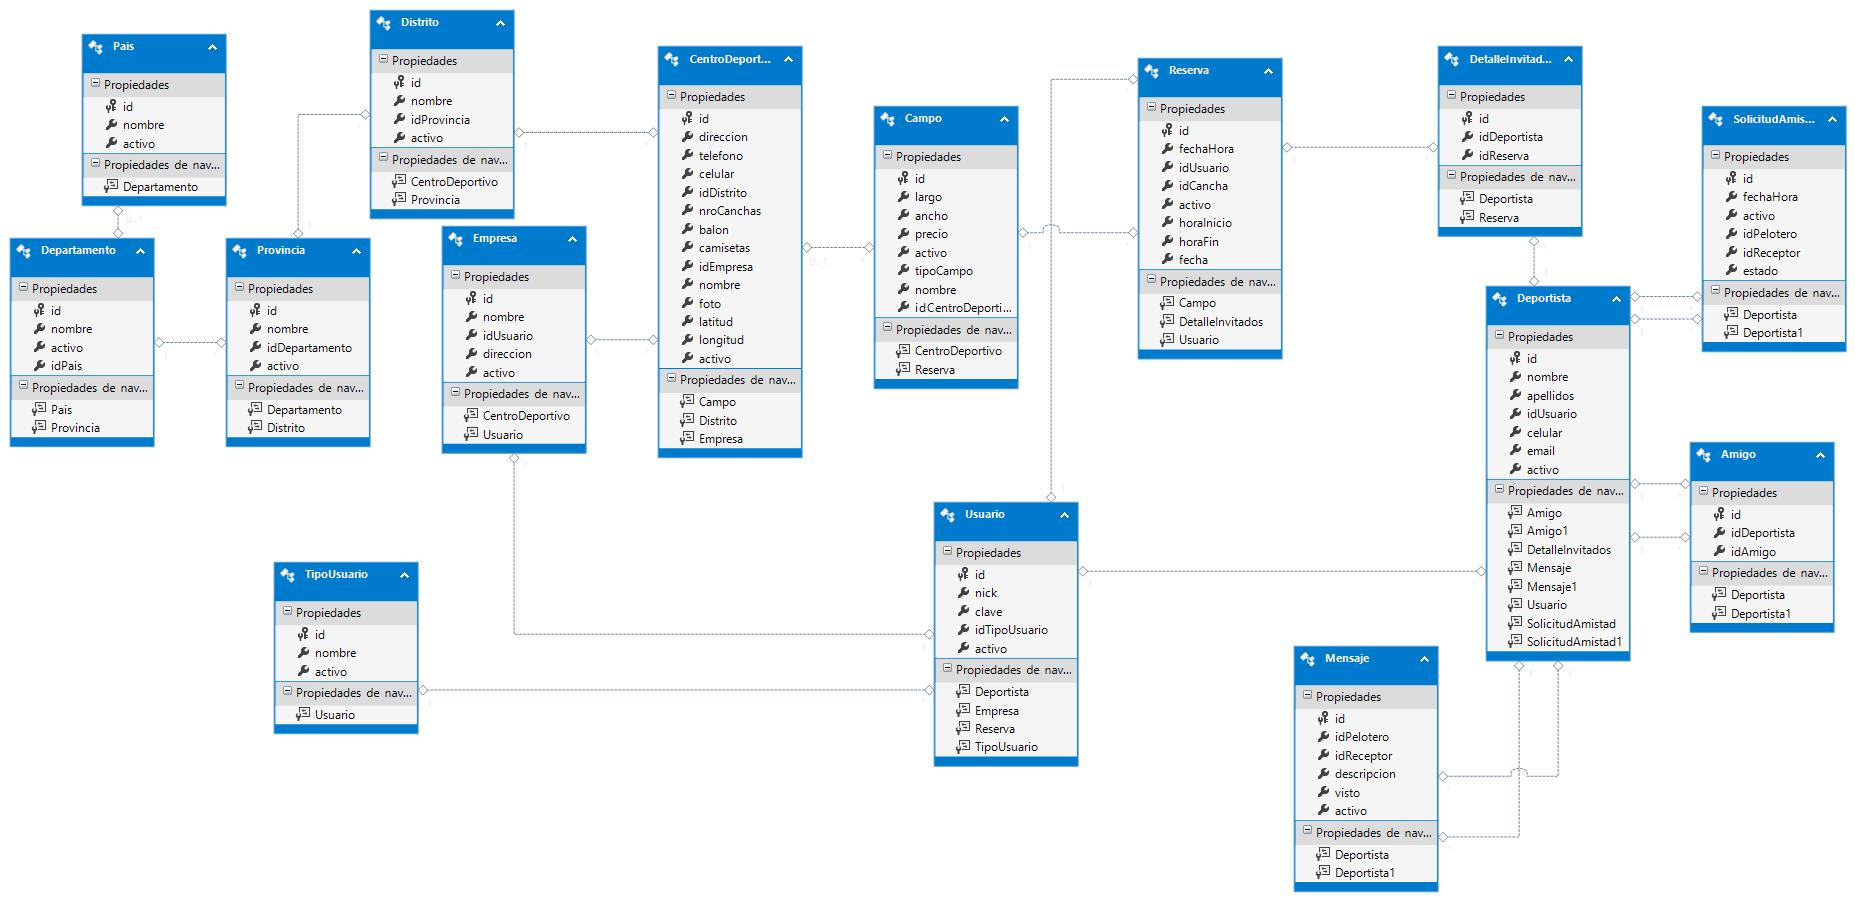 Pais
Propiedades
id
nombre
activo
Propiedades de nav...
Departamento
Distrito
Propiedades
id
nombre
idProvincia
activo
Propiedades de nav...
CentroDeportivo
Provincia
Departamento
Propiedades
id
nombre
activo
idPais
Propiedades de nav...
Pais
Provincia
Provincia
Propiedades
id
nombre
idDepartamento
activo
Propiedades de nav...
Departamento
Distrito
Empresa
Propiedades
id
nombre
idUsuario
direccion
activo
Propiedades de nav...
CentroDeportivo
Usuario
CentroDeport...
Propiedades
id
direccion
telefono
celular
idDistrito
nroCanchas
balon
camisetas
idEmpresa
nombre
foto
latitud
longitud
activo
Propiedades de nav...
Campo
Distrito
Empresa
Campo
Propiedades
id
largo
ancho
precio
activo
tipoCampo
nombre
idCentroDeporti...
Propiedades de nav...
CentroDeportivo
Reserva
Reserva
Propiedades
id
fechaHora
idUsuario
idCancha
activo
horaInicio
horaFin
fecha
Propiedades de nav...
Campo
DetalleInvitados
Usuario
DetalleInvitad...
Propiedades
id
idDeportista
idReserva
Propiedades de nav...
Deportista
Reserva
SolicitudAmis...
Propiedades
id
fechaHora
activo
idPelotero
idReceptor
estado
Propiedades de nav...
Deportista
Deportista1
Deportista
Propiedades
id
nombre
apellidos
idUsuario
celular
email
activo
Propiedades de nav...
Amigo
Amigo1
DetalleInvitados
Mensaje
Mensaje1
Usuario
SolicitudAmistad
SolicitudAmistad1
Amigo
Propiedades
id
idDeportista
idAmigo
Propiedades de nav...
Deportista
Deportista1
TipoUsuario
Propiedades
id
nombre
activo
Propiedades de nav...
Usuario
Usuario
Propiedades
id
nick
clave
idTipoUsuario
activo
Propiedades de nav...
Deportista
Empresa
Reserva
TipoUsuario
Mensaje
Propiedades
id
idPelotero
idReceptor
descripcion
visto
activo
Propiedades de nav...
Deportista
Deportista1
0..1
0..1